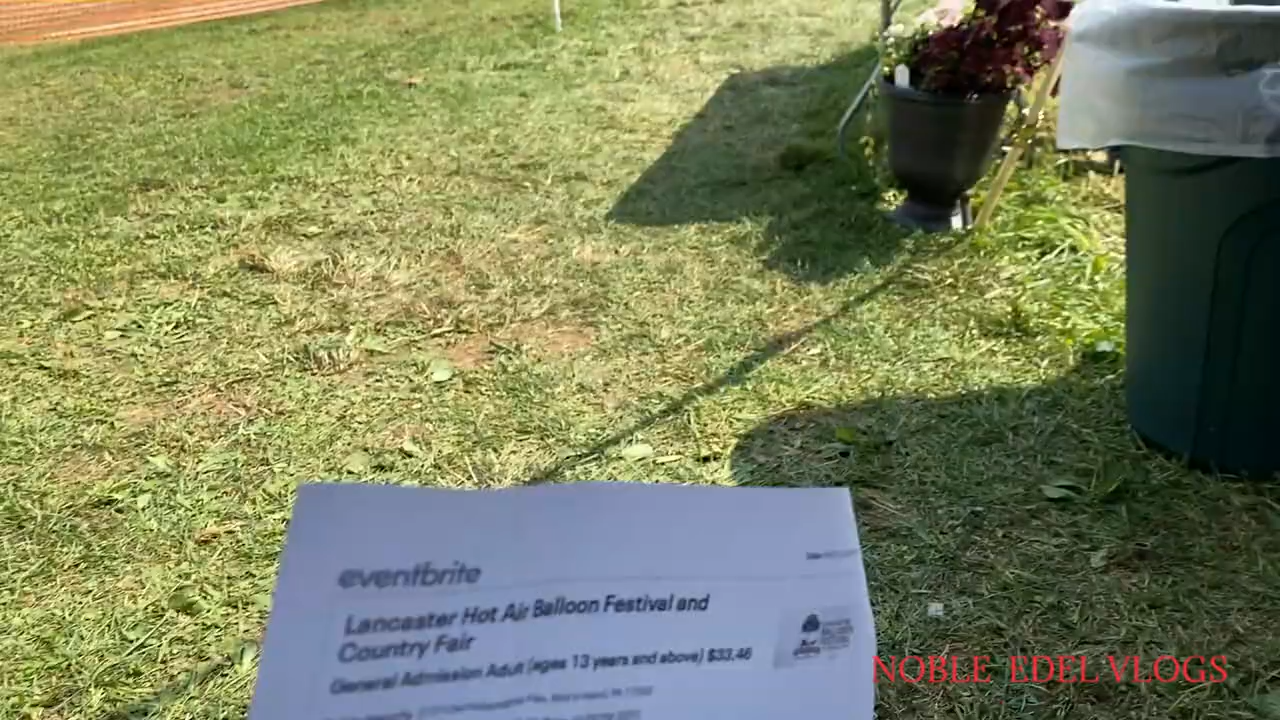 eventbrite
Lancaster Hot Air Balloon Festival and
Country Fair
General Admission Adult (ages 13 years and above) $33.46
NOBLE EDEL VLOGS